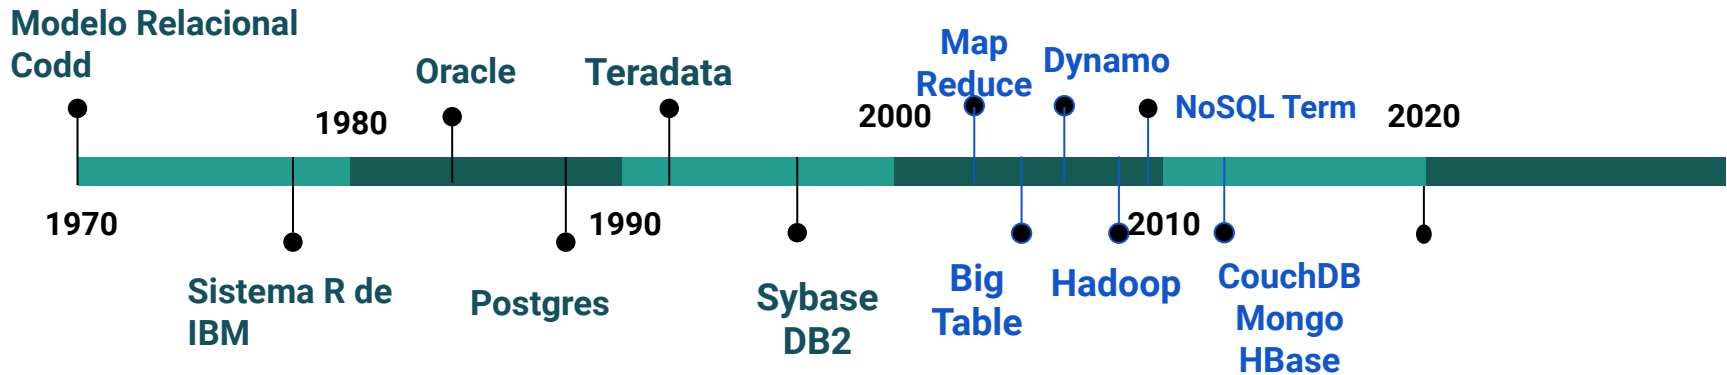 Modelo Relacional
Codd
Oracle
Teradata
Map
Reduce
Dynamo
NoSQL Term
1980
2000
2020
1970
1990
2010
Sistema R de
IBM
Postgres
Sybase
DB2
Big
Table
Hadoop
CouchDB
Mongo
HBase